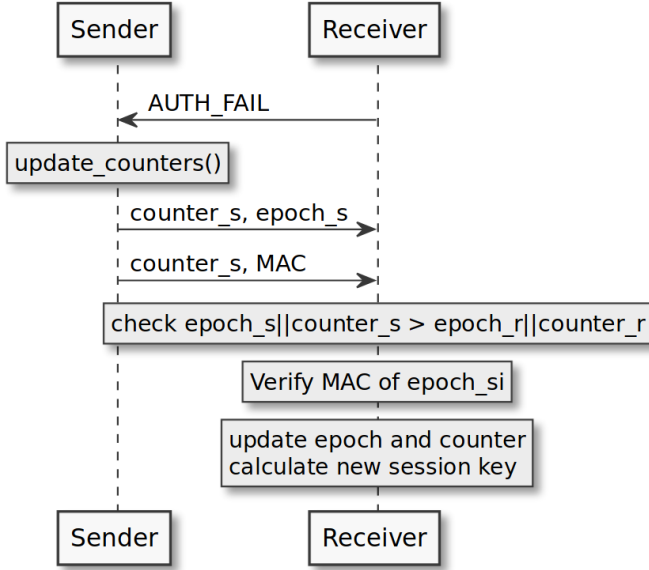 Sender
Receiver
AUTH_FAIL
update_counters()
counter_s, epoch_s
counter_s, MAC
check epoch_s||counter_s > epoch_r||counter_r
Verify MAC of epoch_si
update epoch and counter
calculate new session key
Sender
Receiver